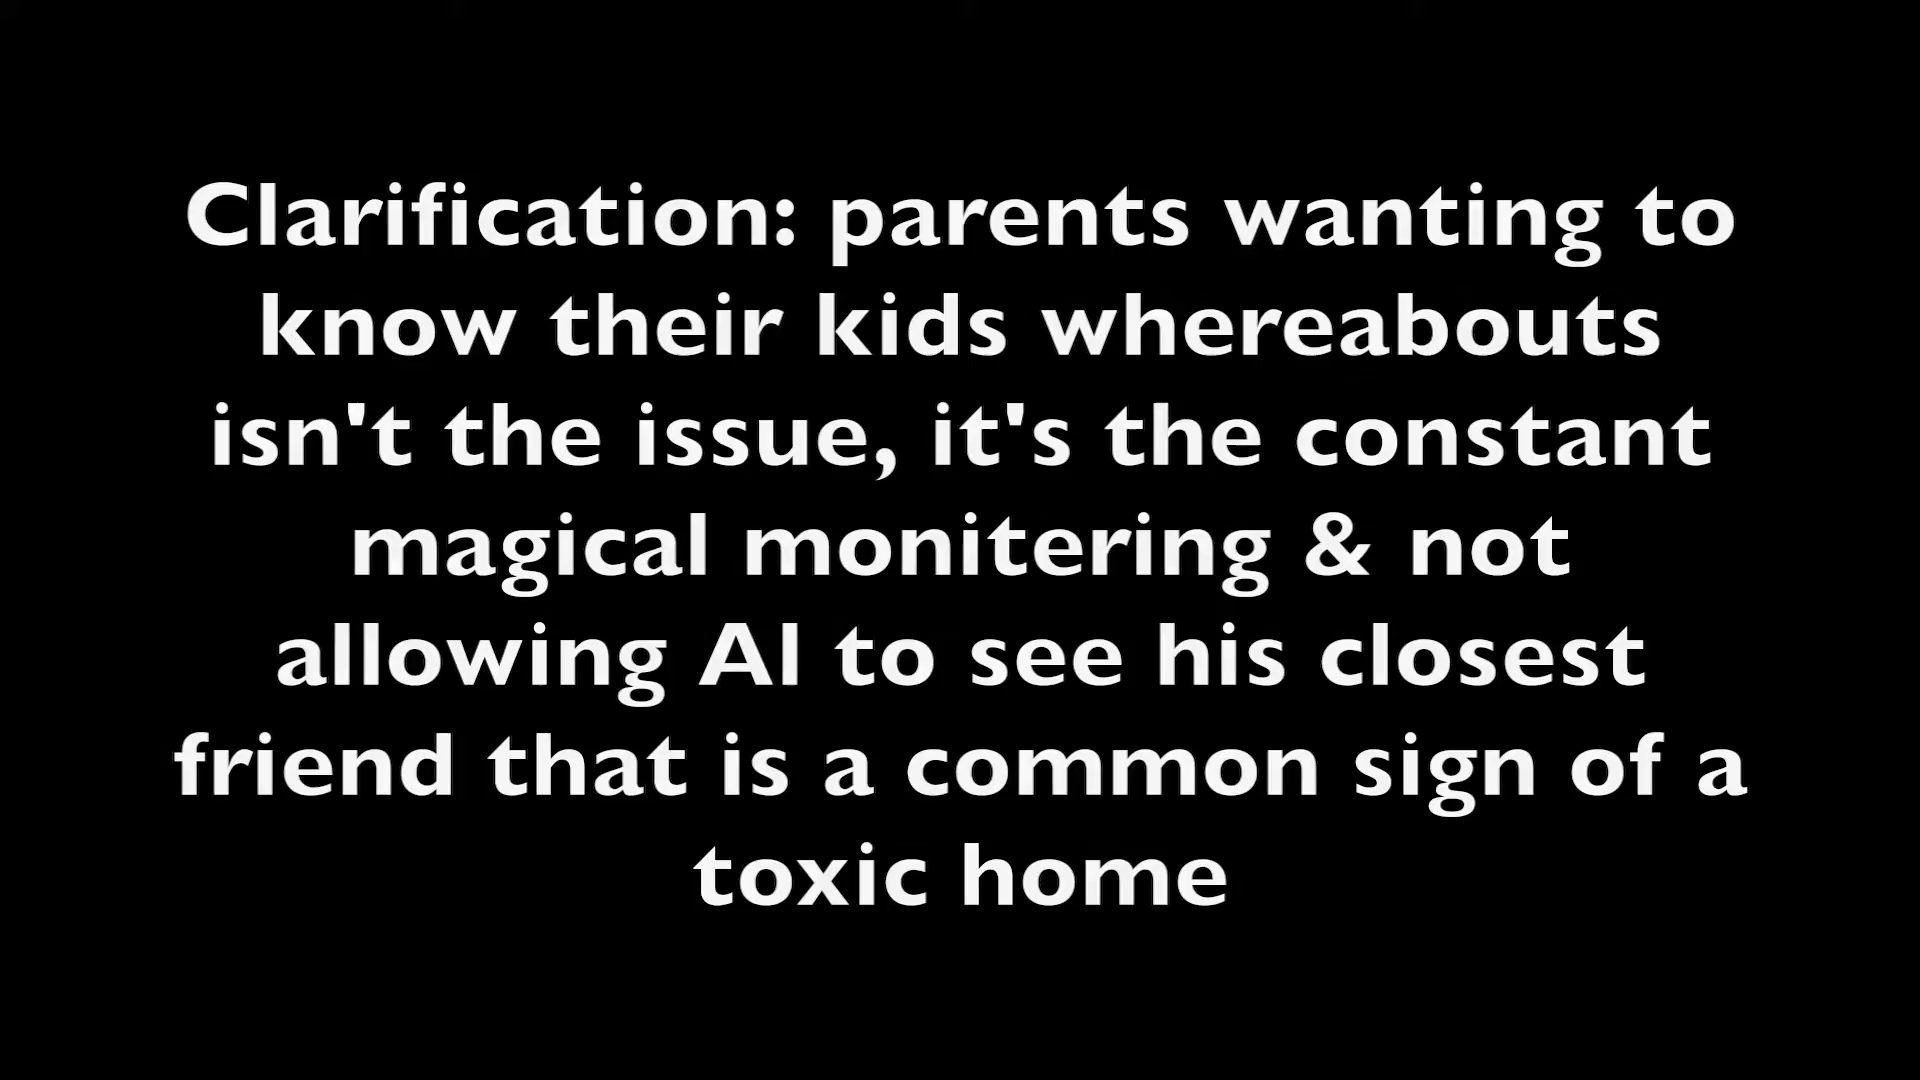 Clarification: parents wanting to
know their kids whereabouts
isn't the issue, it's the constant
magical monitering & not
allowing Al to see his closest
friend that is a common sign of a
toxic home